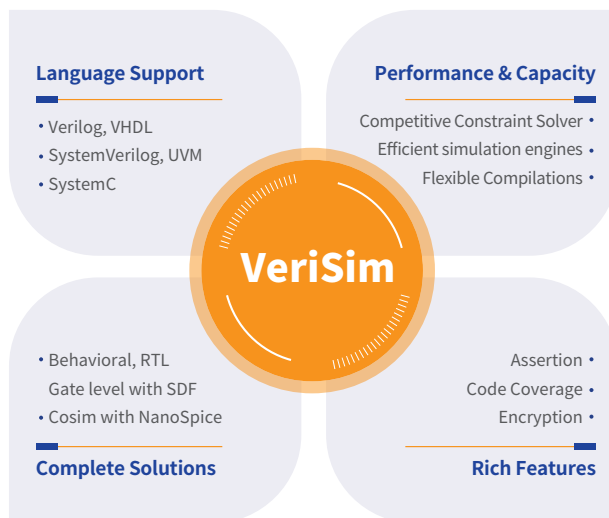 Language Support
• Verilog, VHDL
• SystemVerilog, UVM
• SystemC
Performance & Capacity
Competitive Constraint Solver •
Efficient simulation engines •
Flexible Compilations •
VeriSim
• Behavioral, RTL
Gate level with SDF
• Cosim with NanoSpice
Complete Solutions
Assertion •
Code Coverage •
Encryption •
Rich Features